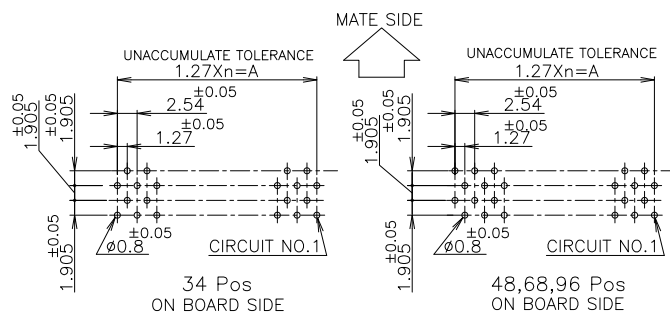 MATE SIDE
UNACCUMULATE TOLERANCE
1.27Xn=A
±0.05
2.54
±0.05
1.27
±0.05
1.905
±0.05
1.905
±0.05
1.905
±0.05
Ø0.8
CIRCUIT NO.1
34 Pos
ON BOARD SIDE
UNACCUMULATE TOLERANCE
1.27Xn=A
±0.05
2.54
±0.05
1.27
±0.05
1.905
±0.05
1.905
±0.05
1.905
±0.05
Ø0.8
CIRCUIT NO.1
48,68,96 Pos
ON BOARD SIDE